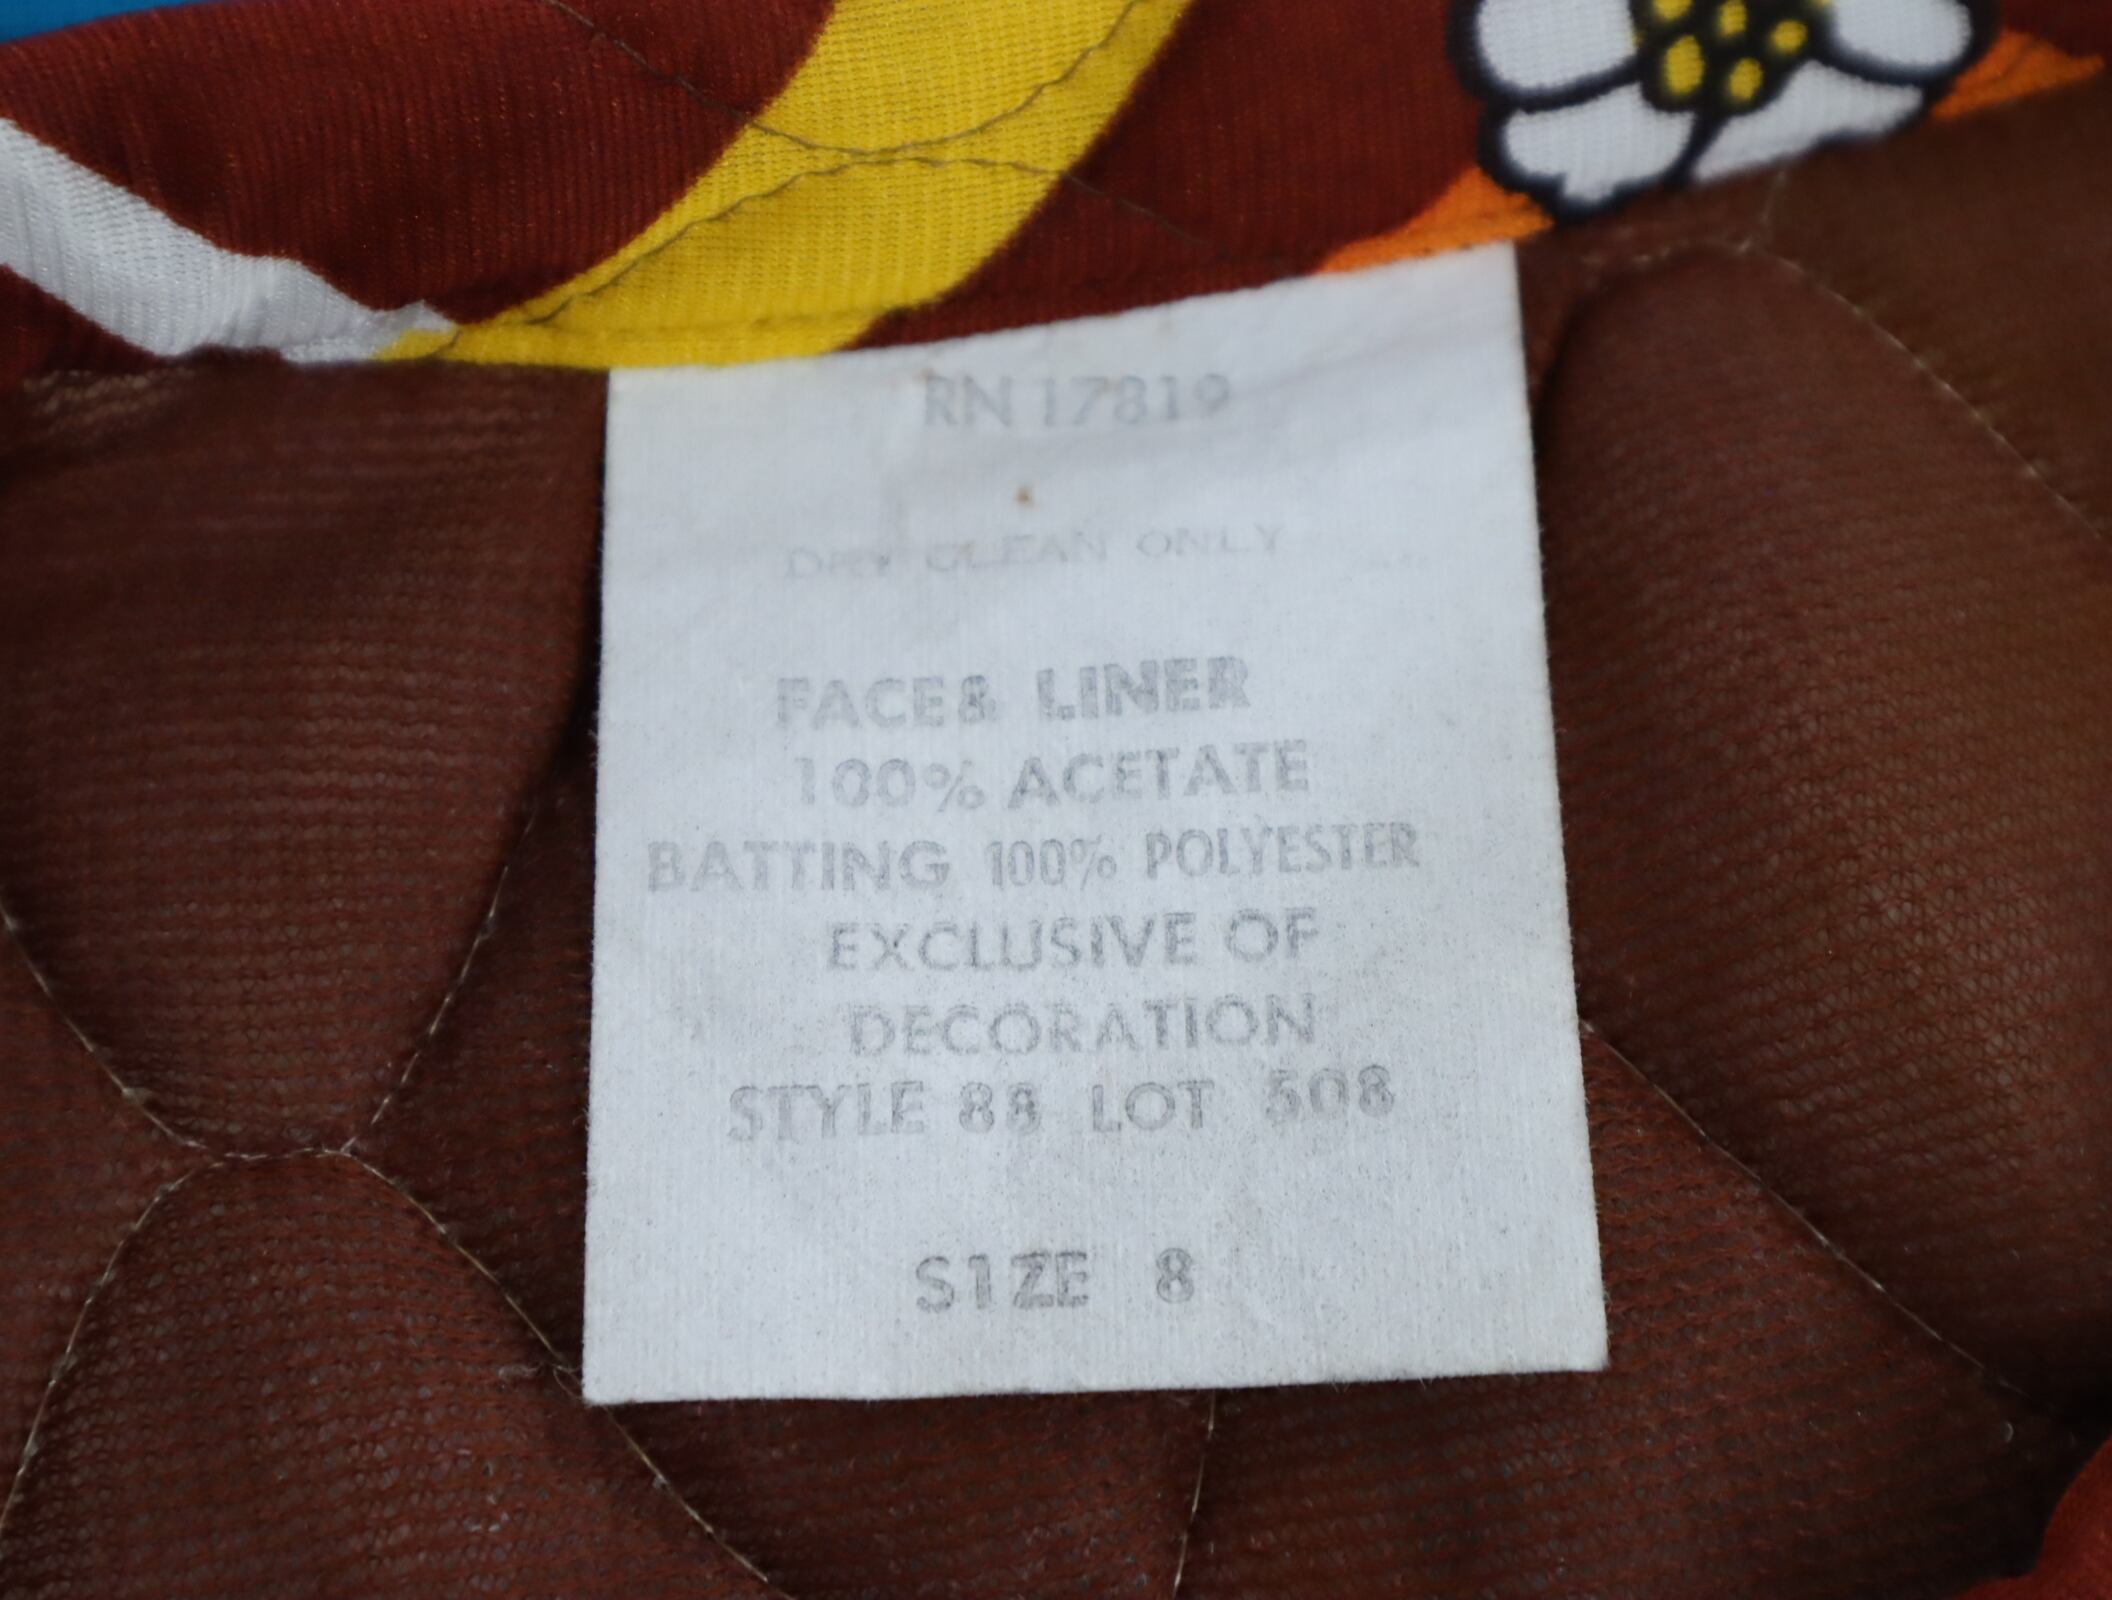 RN 17819
DRY CLEAN ONLY
FACE & LINER
100% ACETATE
BATTING 100% POLYESTER
EXCLUSIVE OF
DECORATION
STYLE 88 LOT 508
SIZE 8